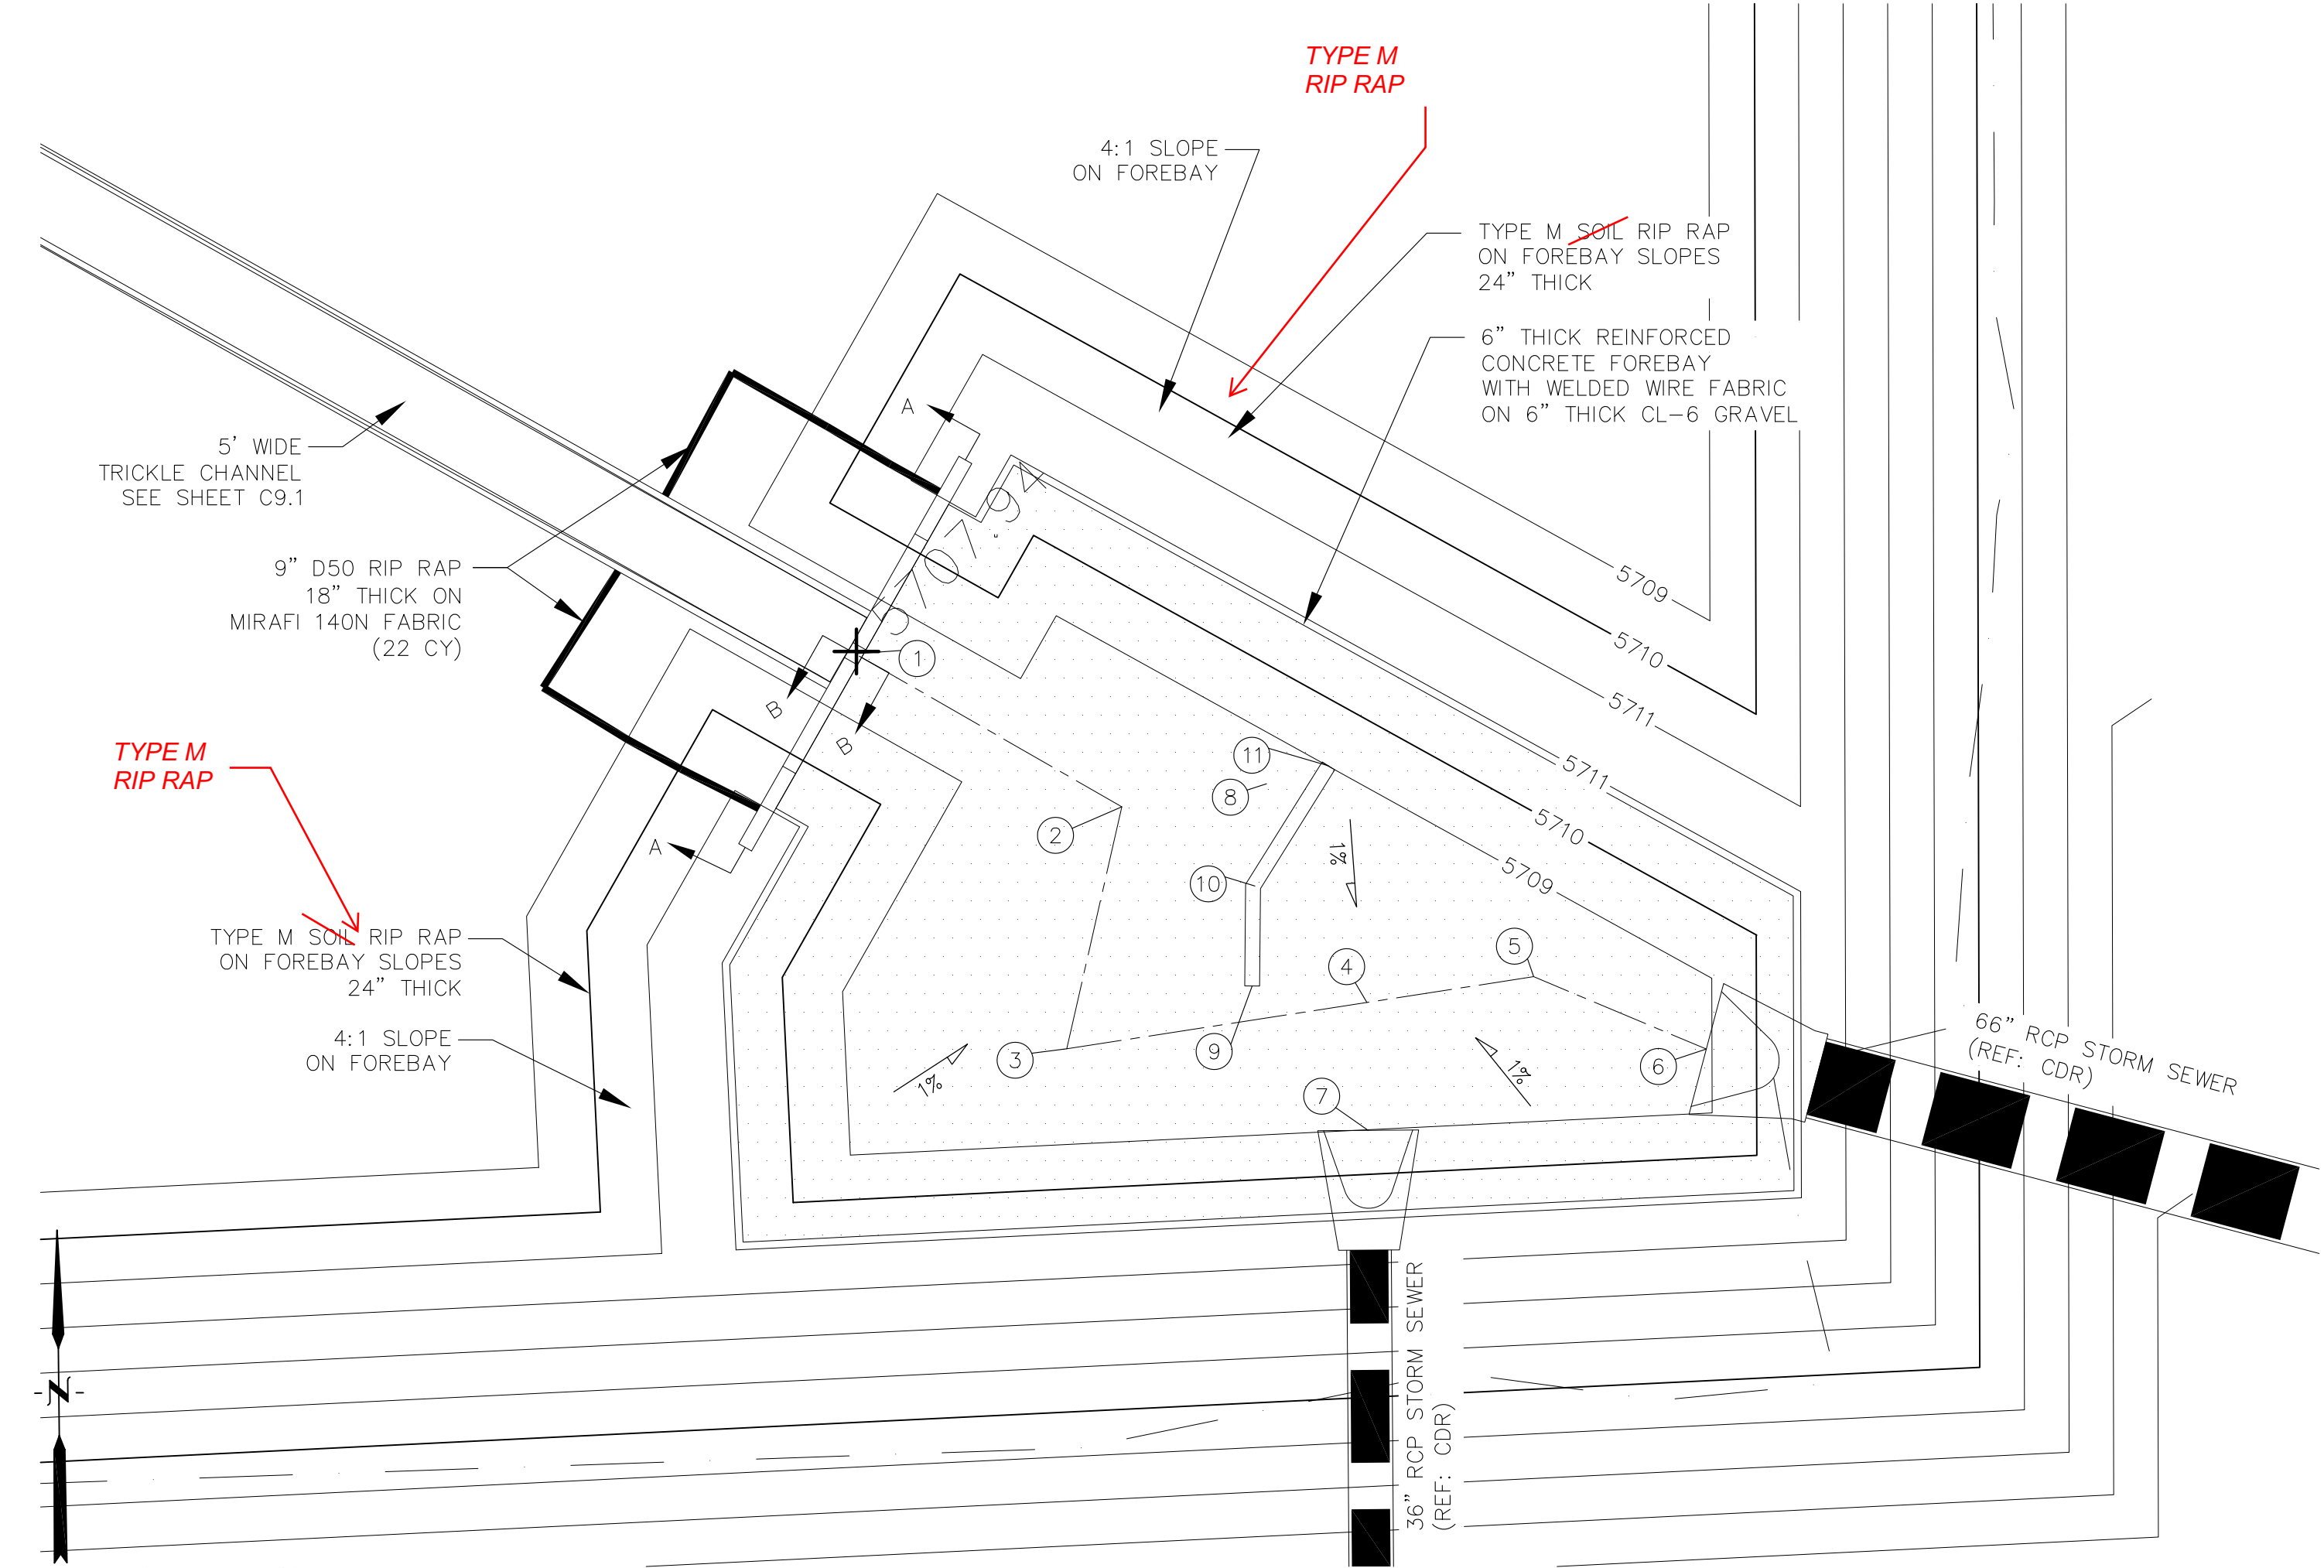 TYPE M
RIP RAP
4:1 SLOPE
ON FOREBAY
TYPE M SOIL RIP RAP
ON FOREBAY SLOPES
24” THICK
6” THICK REINFORCED
CONCRETE FOREBAY
WITH WELDED WIRE FABRIC
ON 6” THICK CL-6 GRAVEL
5’ WIDE
TRICKLE CHANNEL
SEE SHEET C9.1
9” D50 RIP RAP
18” THICK ON
MIRAFI 140N FABRIC
(22 CY)
A
5707.94
5709
5710
5711
1
B
B
A
TYPE M
RIP RAP
11
8
2
10
5711
5710
5709
1%
TYPE M SOIL RIP RAP
ON FOREBAY SLOPES
24” THICK
4:1 SLOPE
ON FOREBAY
5
4
3
9
6
7
1%
1%
66” RCP STORM SEWER
(REF: CDR)
36” RCP STORM SEWER
(REF: CDR)
N